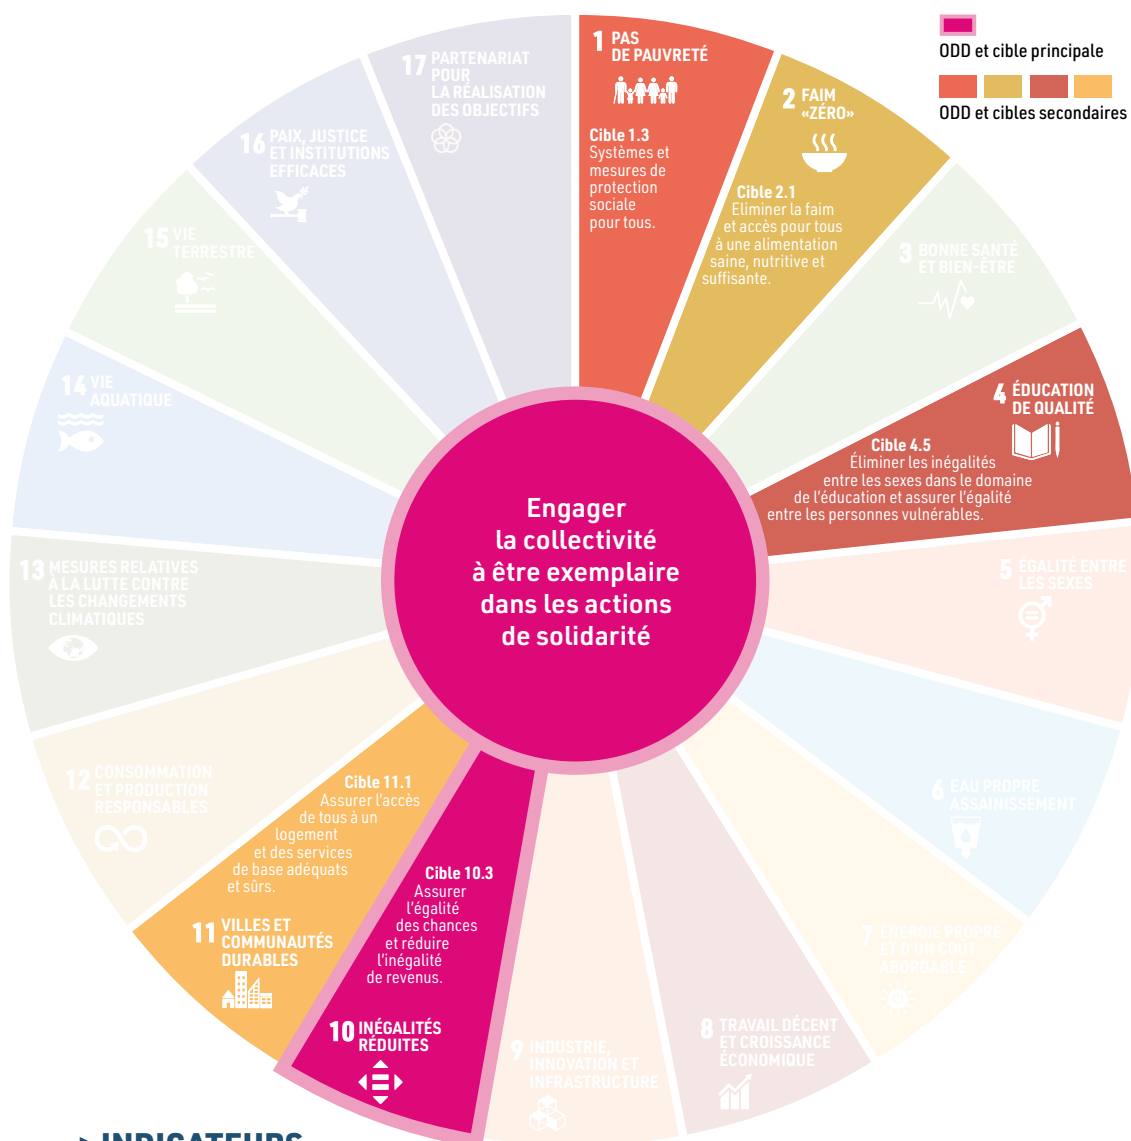 1 PAS
DE PAUVRETÉ
Cible 1.3
Systèmes et
mesures de
protection
sociale
pour tous.
2 FAIM
«ZÉRO»
Cible 2.1
Eliminer la faim
et accès pour tous
à une alimentation
saine, nutritive et
suffisante.
3 BONNE SANTÉ
ET BIEN-ÊTRE
4 ÉDUCATION
DE QUALITÉ
Cible 4.5
Éliminer les inégalités
entre les sexes dans le domaine
de l'éducation et assurer l'égalité
entre les personnes vulnérables.
5 ÉGALITÉ ENTRE
LES SEXES
6 EAU PROPRE
ASSAINISSEMENT
7 ÉNERGIE PROPRE
ET D'UN COÛT
ABORDABLE
8 TRAVAIL DÉCENT
ET CROISSANCE
ÉCONOMIQUE
9 INDUSTRIE,
INNOVATION ET
INFRASTRUCTURE
Cible 10.3
Assurer
l'égalité
des chances
et réduire
l'inégalité
de revenus.
10 INÉGALITÉS
RÉDUITES
Cible 11.1
Assurer l'accès
de tous à un
logement
et des services
de base adéquats
et sûrs.
11 VILLES ET
COMMUNAUTÉS
DURABLES
12 CONSOMMATION
ET PRODUCTION
RESPONSABLES
13 MESURES RELATIVES
À LA LUTTE CONTRE
LES CHANGEMENTS
CLIMATIQUES
14 VIE
AQUATIQUE
15 VIE
TERRESTRE
16 PAIX, JUSTICE
ET INSTITUTIONS
EFFICACES
17 PARTENARIAT
POUR
LA RÉALISATION
DES OBJECTIFS
Engager
la collectivité
à être exemplaire
dans les actions
de solidarité
ODD et cible principale
ODD et cibles secondaires
> INDICATEURS